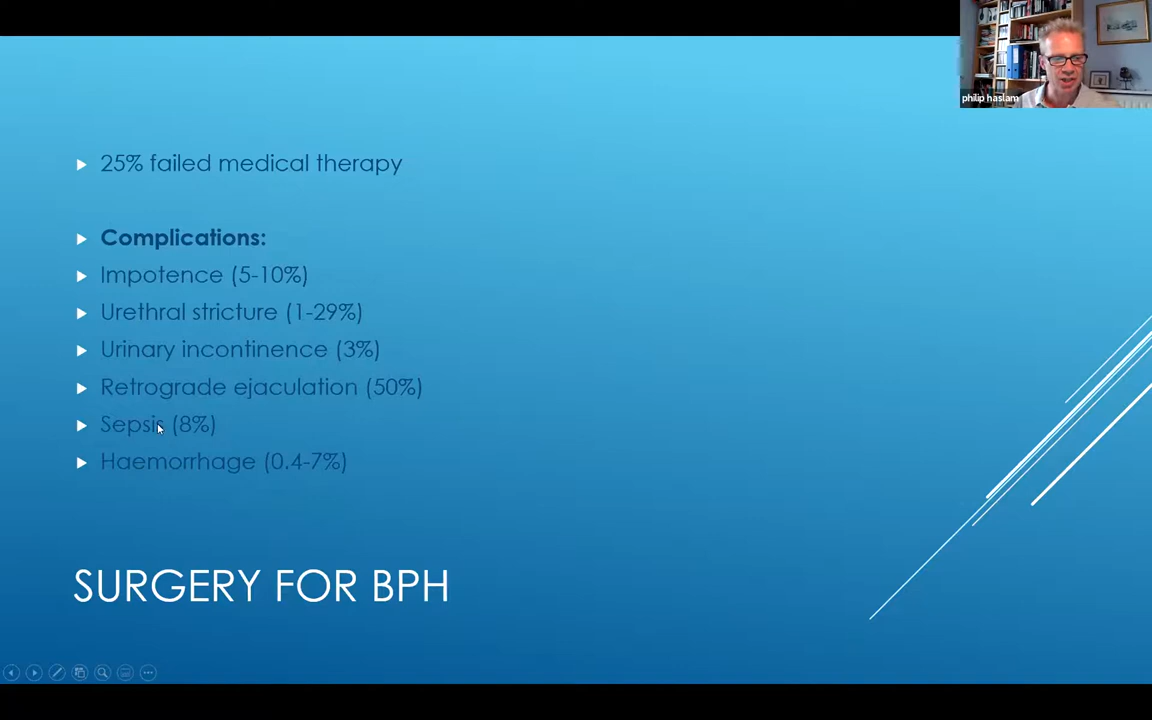 philip haslam
25% failed medical therapy
Complications:
Impotence (5-10%)
Urethral stricture (1-29%)
Urinary incontinence (3%)
Retrograde ejaculation (50%)
Sepsis (8%)
Haemorrhage (0.4-7%)
SURGERY FOR BPH